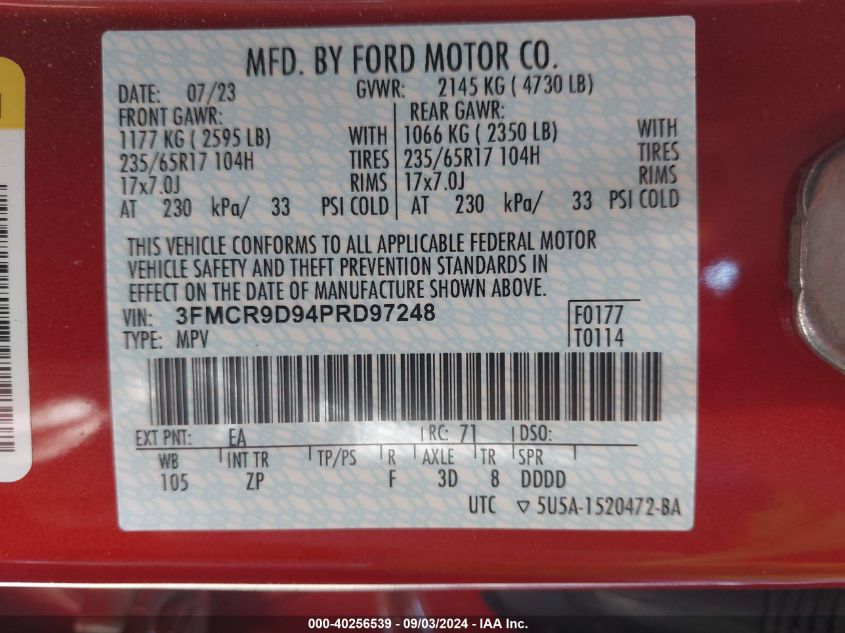 MFD. BY FORD MOTOR CO.
DATE: 07/23 GVWR: 2145 KG ( 4730 LB)
FRONT GAWR: REAR GAWR:
1177 KG ( 2595 LB) WITH 1066 KG ( 2350 LB) WITH
235/65R17 104H TIRES 235/65R17 104H TIRES
17x7.0J RIMS 17x7.0J RIMS
AT 230 kPa/ 33 PSI COLD AT 230 kPa/ 33 PSI COLD
THIS VEHICLE CONFORMS TO ALL APPLICABLE FEDERAL MOTOR
VEHICLE SAFETY AND THEFT PREVENTION STANDARDS IN
EFFECT ON THE DATE OF MANUFACTURE SHOWN ABOVE.
VIN: 3FMCR9D94PRD97248 F0177
TYPE: MPV T0114
EXT PNT: EA RC: 71 DSO:
WB INT TR TP/PS R AXLE TR SPR
105 ZP F 3D 8 DDDD
UTC ▽ 5U5A-1520472-BA
000-40256539 - 09/03/2024 - IAA Inc.